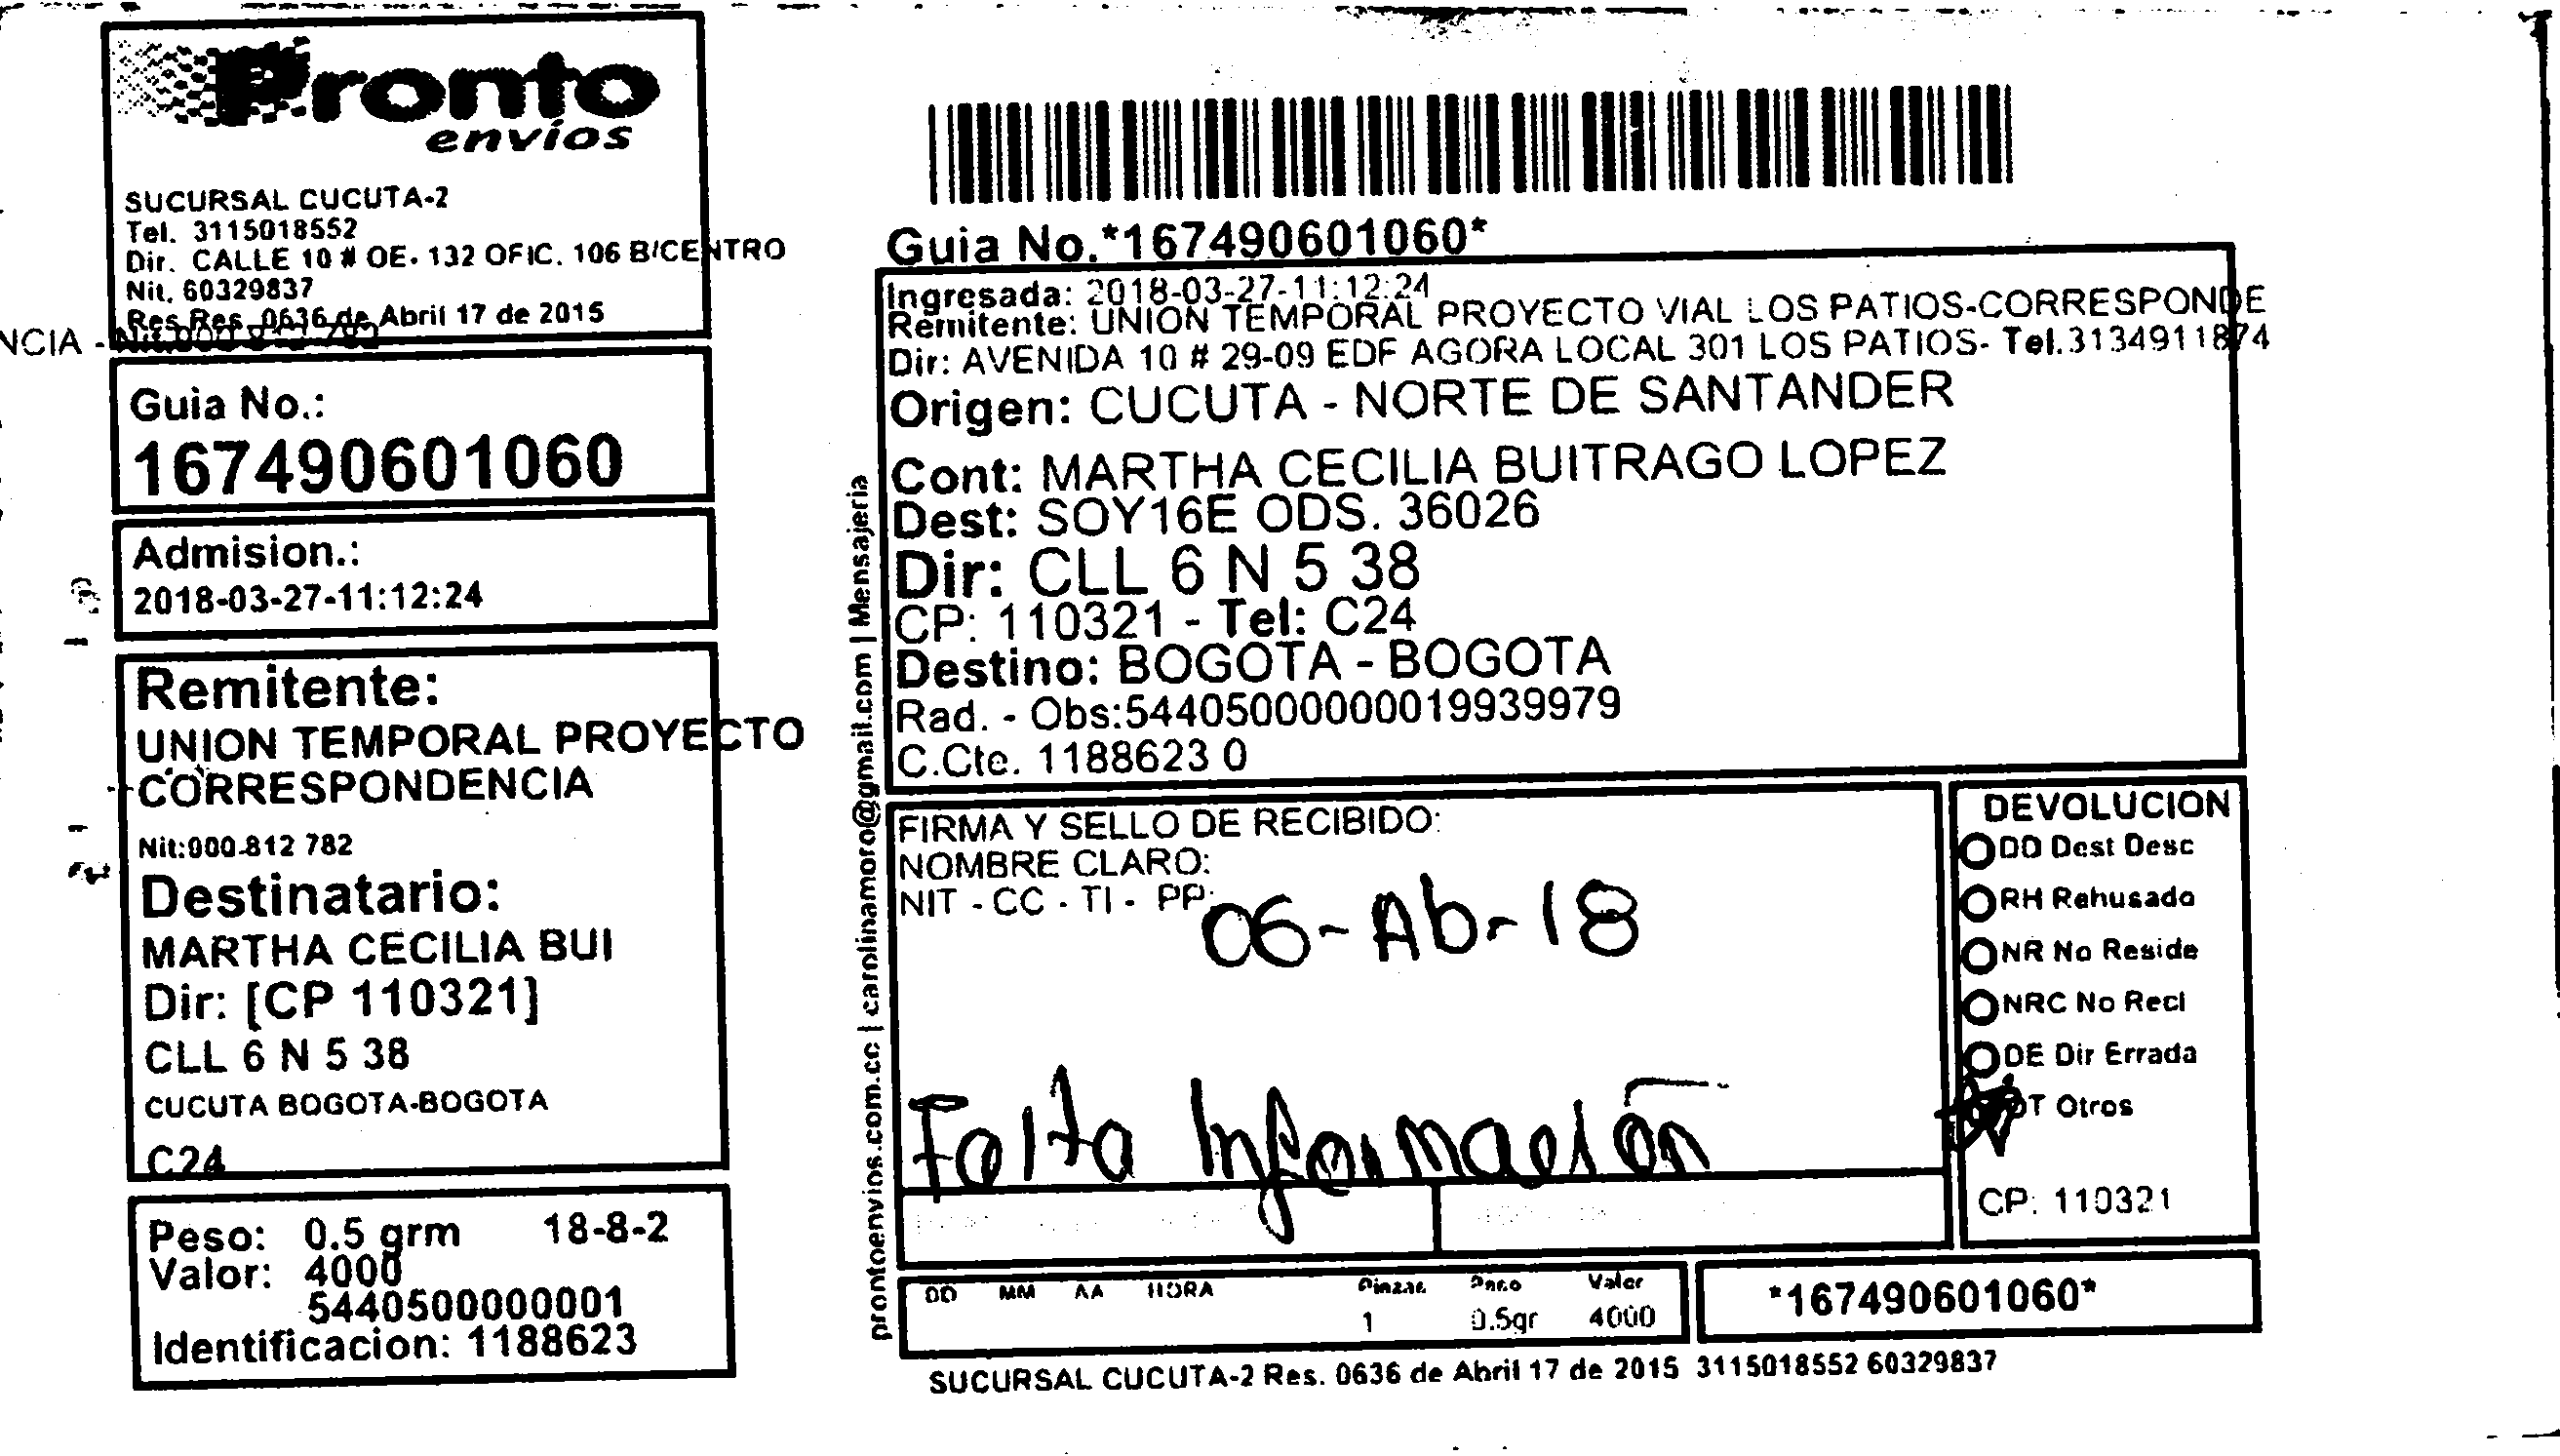 Pronto
envíos
SUCURSAL CUCUTA-2
Tel. 3115018552
Dir. CALLE 10 # OE- 132 OFIC. 106 B/CENTRO
Nit. 60329837
Res Res. 0636 de Abril 17 de 2015
NCIA -
Guia No.:
167490601060
Admision.:
2018-03-27-11:12:24
Remitente:
UNION TEMPORAL PROYECTO
CORRESPONDENCIA
Nit:900-812 782
Destinatario:
MARTHA CECILIA BUI
Dir: [CP 110321]
CLL 6 N 5 38
CUCUTA BOGOTA-BOGOTA
C24
Peso: 0.5 grm 18-8-2
Valor: 4000
5440500000001
Identificacion: 1188623
prontoenvios.com.co | carolinamoro@gmail.com | Mensajeria
Guia No.*167490601060*
Ingresada: 2018-03-27-11:12:24
Remitente: UNION TEMPORAL PROYECTO VIAL LOS PATIOS-CORRESPONDE
Dir: AVENIDA 10 # 29-09 EDF AGORA LOCAL 301 LOS PATIOS- Tel.3134911874
Origen: CUCUTA - NORTE DE SANTANDER
Cont: MARTHA CECILIA BUITRAGO LOPEZ
Dest: SOY16E ODS. 36026
Dir: CLL 6 N 5 38
CP: 110321 - Tel: C24
Destino: BOGOTA - BOGOTA
Rad. - Obs:544050000000019939979
C.Cte. 1188623 0
FIRMA Y SELLO DE RECIBIDO:
NOMBRE CLARO:
NIT - CC - TI - PP:
06-Ab-18
Falta Información
DEVOLUCION
DD Dest Desc
RH Rehusado
NR No Reside
NRC No Recl
DE Dir Errada
OT Otros
CP: 110321
DD MM AA HORA Piezas Peso Valor
1 0.5gr 4000
*167490601060*
SUCURSAL CUCUTA-2 Res. 0636 de Abril 17 de 2015 3115018552 60329837